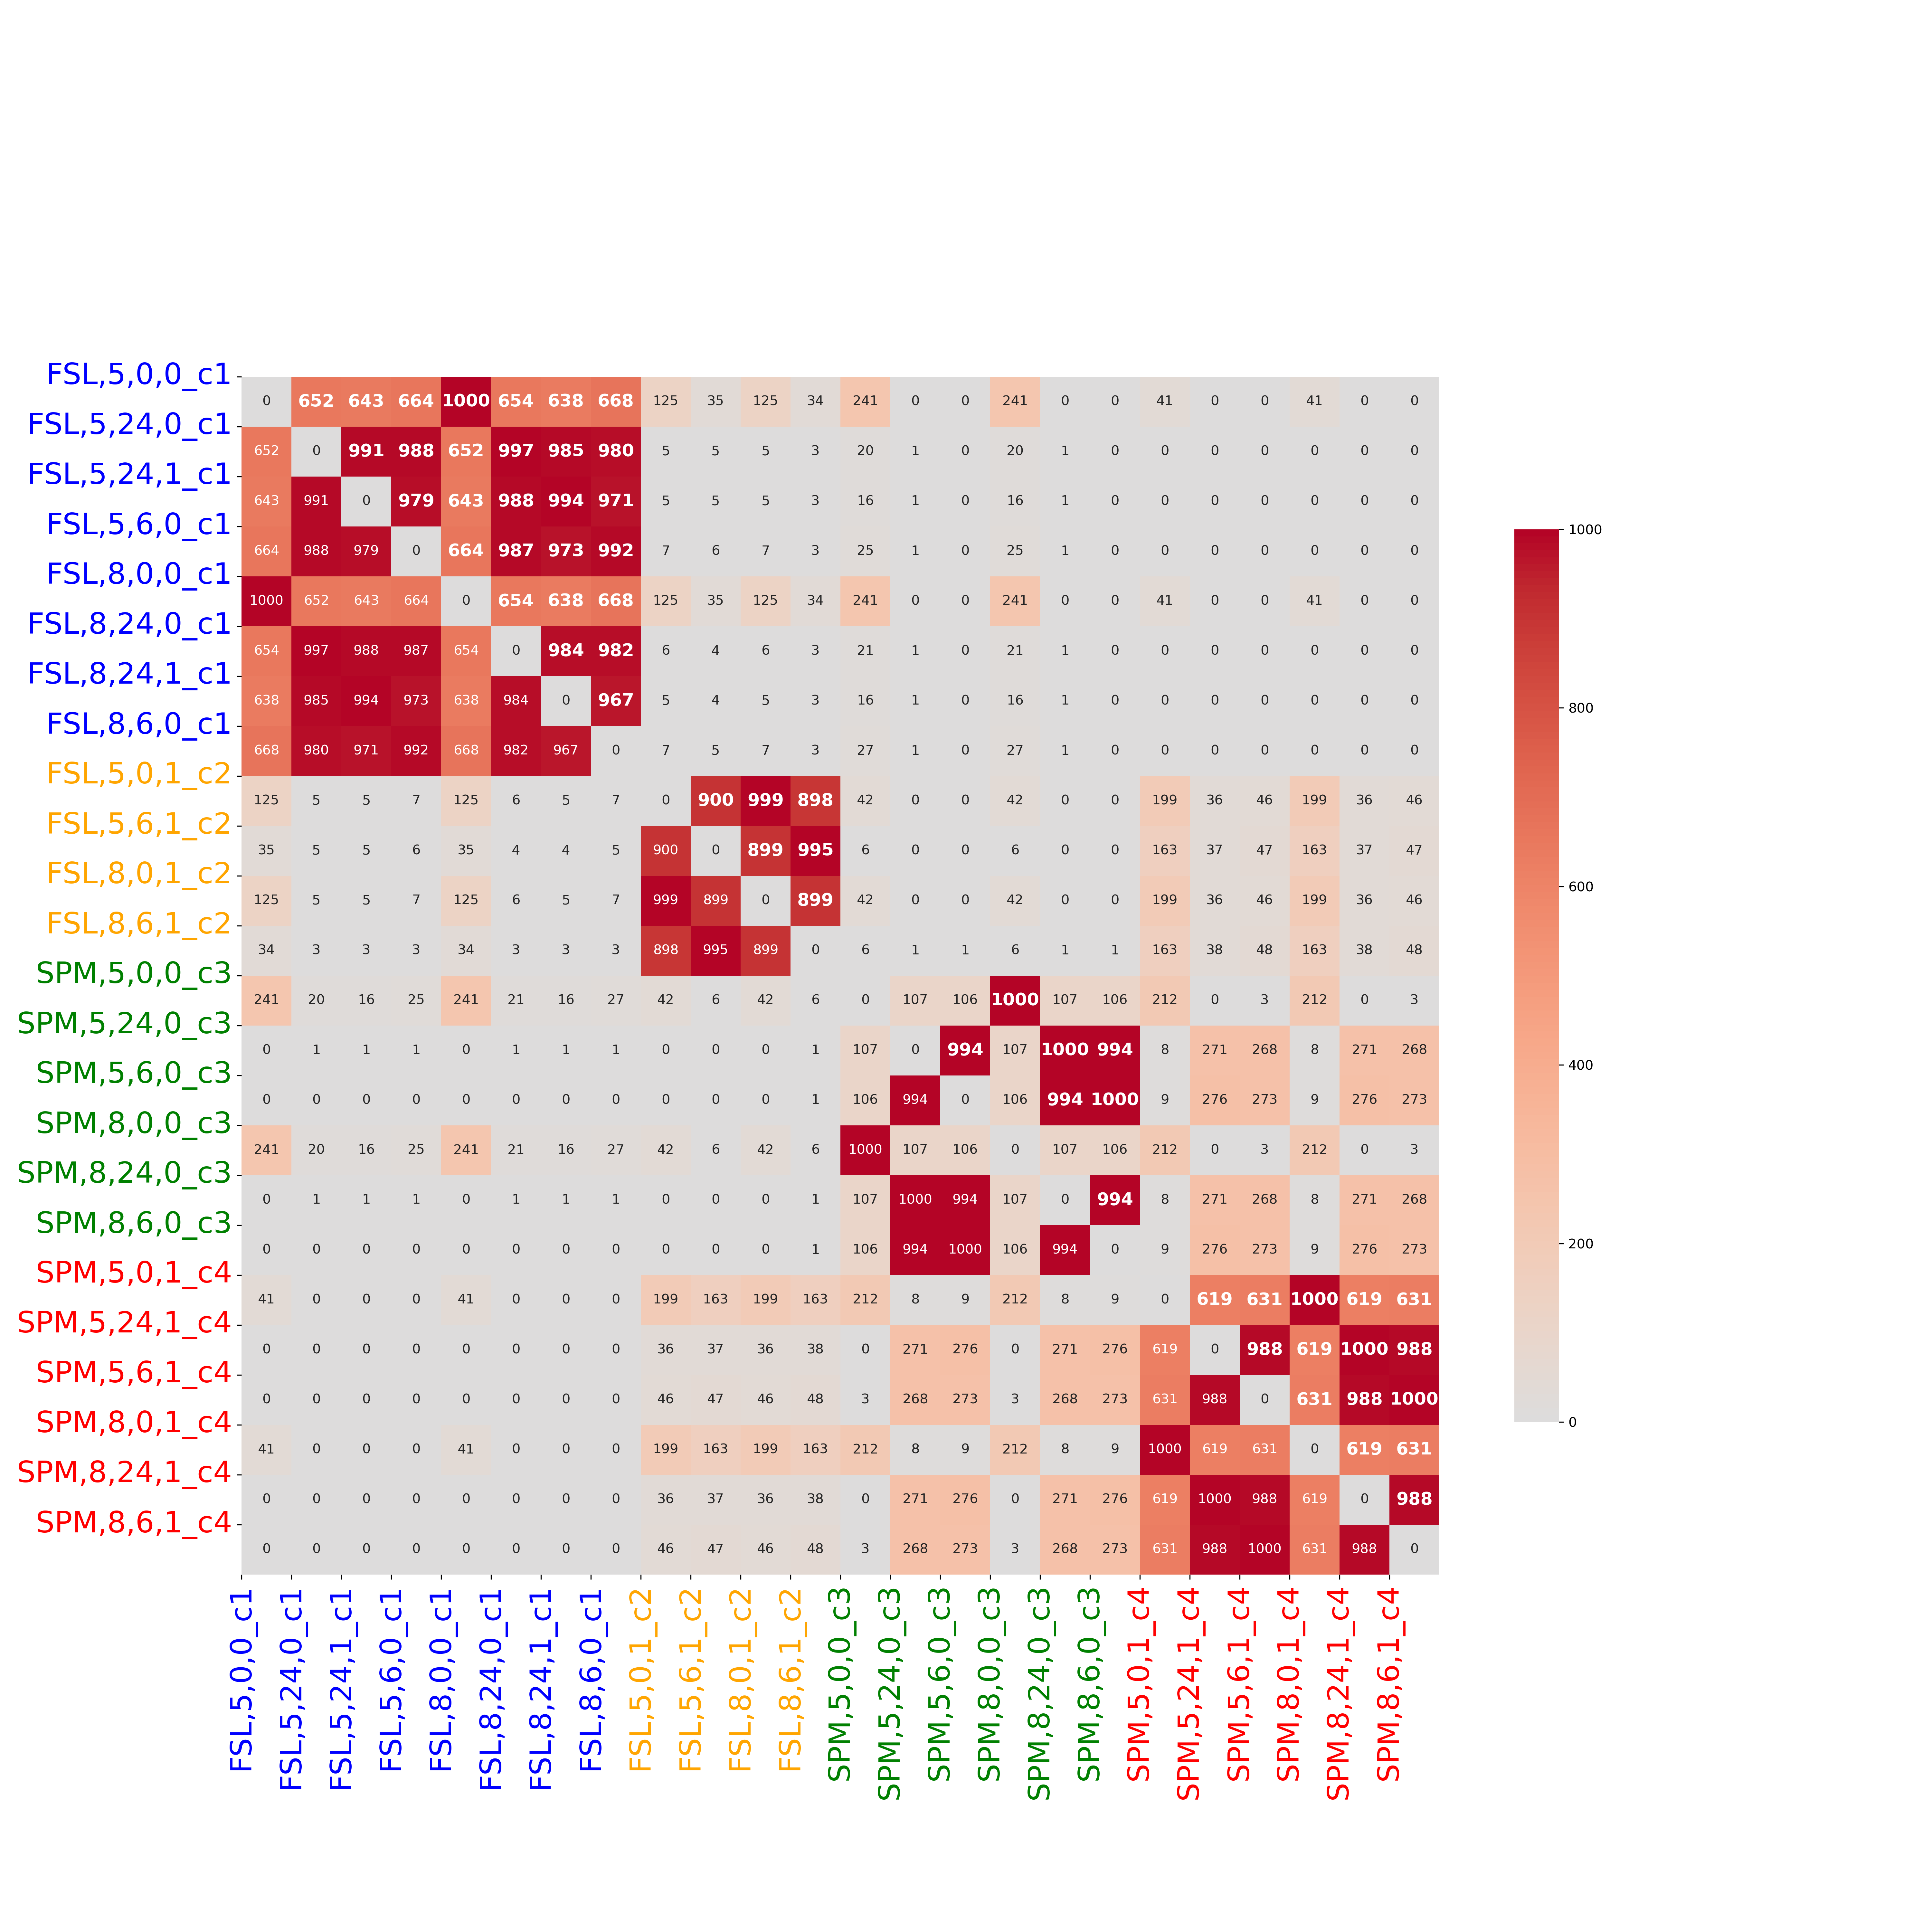 FSL,5,0,0_c1
0 652 643 664 1000 654 638 668 125 35 125 34 241 0 0 241 0 0 41 0 0 41 0 0
FSL,5,24,0_c1
652 0 991 988 652 997 985 980 5 5 5 3 20 1 0 20 1 0 0 0 0 0 0 0
FSL,5,24,1_c1
643 991 0 979 643 988 994 971 5 5 5 3 16 1 0 16 1 0 0 0 0 0 0 0
FSL,5,6,0_c1
664 988 979 0 664 987 973 992 7 6 7 3 25 1 0 25 1 0 0 0 0 0 0 0
FSL,8,0,0_c1
1000 652 643 664 0 654 638 668 125 35 125 34 241 0 0 241 0 0 41 0 0 41 0 0
FSL,8,24,0_c1
654 997 988 987 654 0 984 982 6 4 6 3 21 1 0 21 1 0 0 0 0 0 0 0
FSL,8,24,1_c1
638 985 994 973 638 984 0 967 5 4 5 3 16 1 0 16 1 0 0 0 0 0 0 0
FSL,8,6,0_c1
668 980 971 992 668 982 967 0 7 5 7 3 27 1 0 27 1 0 0 0 0 0 0 0
FSL,5,0,1_c2
125 5 5 7 125 6 5 7 0 900 999 898 42 0 0 42 0 0 199 36 46 199 36 46
FSL,5,6,1_c2
35 5 5 6 35 4 4 5 900 0 899 995 6 0 0 6 0 0 163 37 47 163 37 47
FSL,8,0,1_c2
125 5 5 7 125 6 5 7 999 899 0 899 42 0 0 42 0 0 199 36 46 199 36 46
FSL,8,6,1_c2
34 3 3 3 34 3 3 3 898 995 899 0 6 1 1 6 1 1 163 38 48 163 38 48
SPM,5,0,0_c3
241 20 16 25 241 21 16 27 42 6 42 6 0 107 106 1000 107 106 212 0 3 212 0 3
SPM,5,24,0_c3
0 1 1 1 0 1 1 1 0 0 0 1 107 0 994 107 1000 994 8 271 268 8 271 268
SPM,5,6,0_c3
0 0 0 0 0 0 0 0 0 0 0 1 106 994 0 106 994 1000 9 276 273 9 276 273
SPM,8,0,0_c3
241 20 16 25 241 21 16 27 42 6 42 6 1000 107 106 0 107 106 212 0 3 212 0 3
SPM,8,24,0_c3
0 1 1 1 0 1 1 1 0 0 0 1 107 1000 994 107 0 994 8 271 268 8 271 268
SPM,8,6,0_c3
0 0 0 0 0 0 0 0 0 0 0 1 106 994 1000 106 994 0 9 276 273 9 276 273
SPM,5,0,1_c4
41 0 0 0 41 0 0 0 199 163 199 163 212 8 9 212 8 9 0 619 631 1000 619 631
SPM,5,24,1_c4
0 0 0 0 0 0 0 0 36 37 36 38 0 271 276 0 271 276 619 0 988 619 1000 988
SPM,5,6,1_c4
0 0 0 0 0 0 0 0 46 47 46 48 3 268 273 3 268 273 631 988 0 631 988 1000
SPM,8,0,1_c4
41 0 0 0 41 0 0 0 199 163 199 163 212 8 9 212 8 9 1000 619 631 0 619 631
SPM,8,24,1_c4
0 0 0 0 0 0 0 0 36 37 36 38 0 271 276 0 271 276 619 1000 988 619 0 988
SPM,8,6,1_c4
0 0 0 0 0 0 0 0 46 47 46 48 3 268 273 3 268 273 631 988 1000 631 988 0
FSL,5,0,0_c1
FSL,5,24,0_c1
FSL,5,24,1_c1
FSL,5,6,0_c1
FSL,8,0,0_c1
FSL,8,24,0_c1
FSL,8,24,1_c1
FSL,8,6,0_c1
FSL,5,0,1_c2
FSL,5,6,1_c2
FSL,8,0,1_c2
FSL,8,6,1_c2
SPM,5,0,0_c3
SPM,5,24,0_c3
SPM,5,6,0_c3
SPM,8,0,0_c3
SPM,8,24,0_c3
SPM,8,6,0_c3
SPM,5,0,1_c4
SPM,5,24,1_c4
SPM,5,6,1_c4
SPM,8,0,1_c4
SPM,8,24,1_c4
SPM,8,6,1_c4
1000
800
600
400
200
0